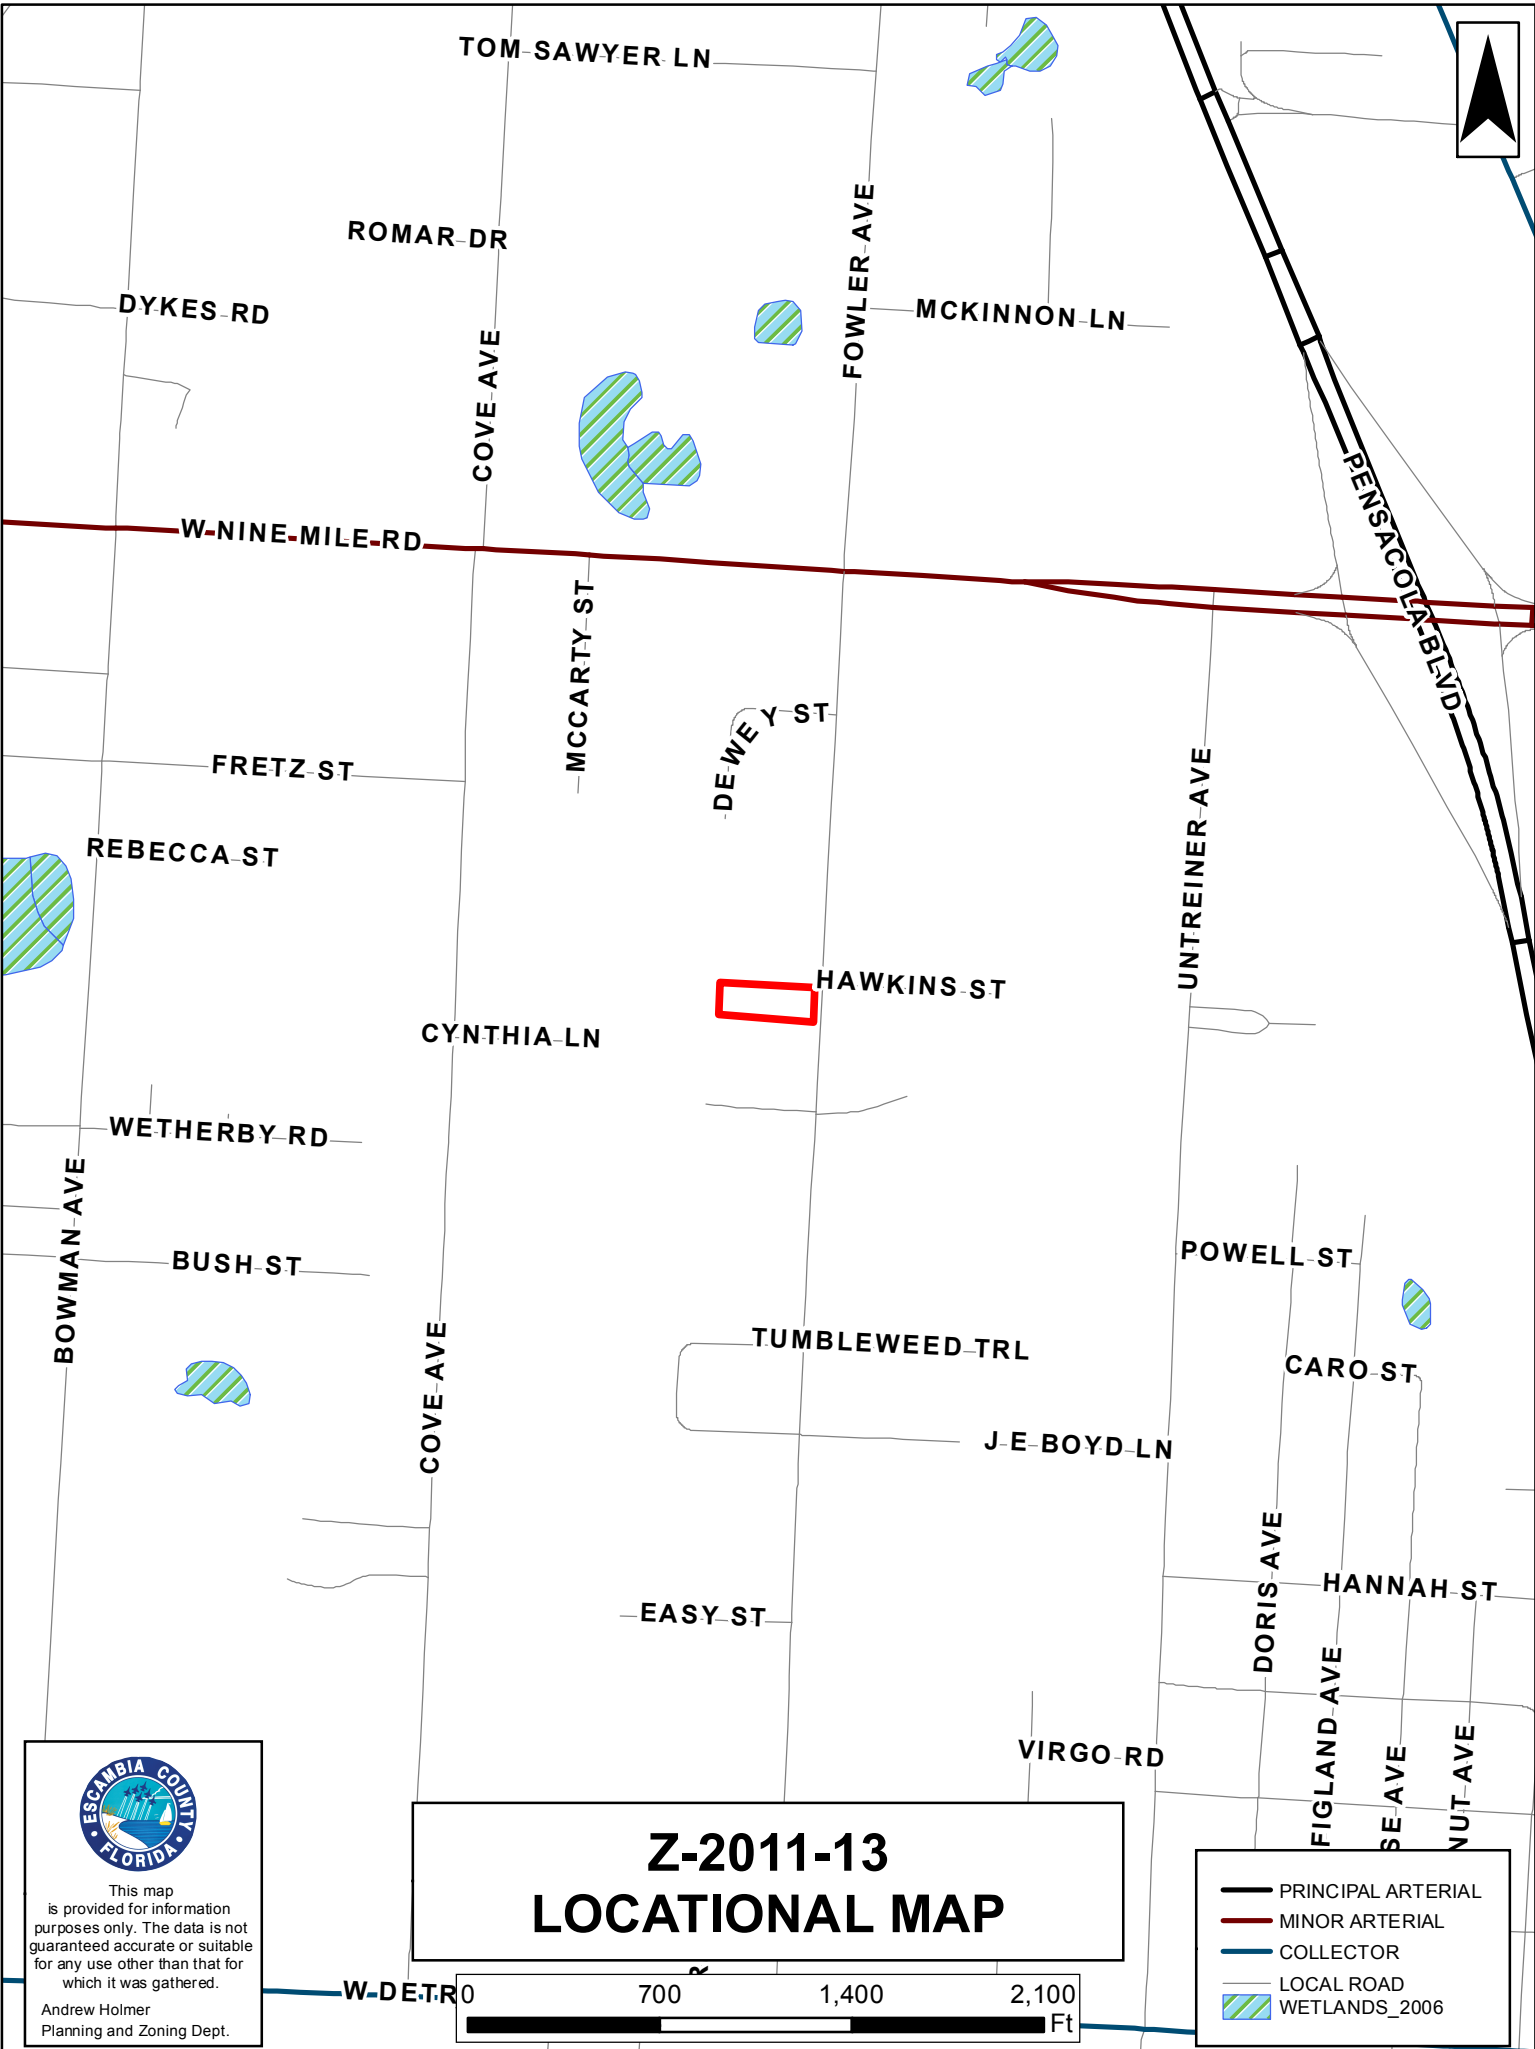 TOM SAWYER LN
ROMAR DR
FOWLER AVE
DYKES RD
MCKINNON LN
COVE AVE
PENSACOLA BLVD
W NINE MILE RD
MCCARTY ST
DEWEY ST
FRETZ ST
UNTREINER AVE
REBECCA ST
HAWKINS ST
CYNTHIA LN
WETHERBY RD
BOWMAN AVE
BUSH ST
POWELL ST
TUMBLEWEED TRL
CARO ST
COVE AVE
J E BOYD LN
DORIS AVE
HANNAH ST
EASY ST
FIGLAND AVE
VIRGO RD
SE AVE
NUT AVE
ESCAMBIA COUNTY
FLORIDA
This map
is provided for information
purposes only. The data is not
guaranteed accurate or suitable
for any use other than that for
which it was gathered.
Andrew Holmer
Planning and Zoning Dept.
Z-2011-13
LOCATIONAL MAP
W DETR
0 700 1,400 2,100
Ft
PRINCIPAL ARTERIAL
MINOR ARTERIAL
COLLECTOR
LOCAL ROAD
WETLANDS_2006